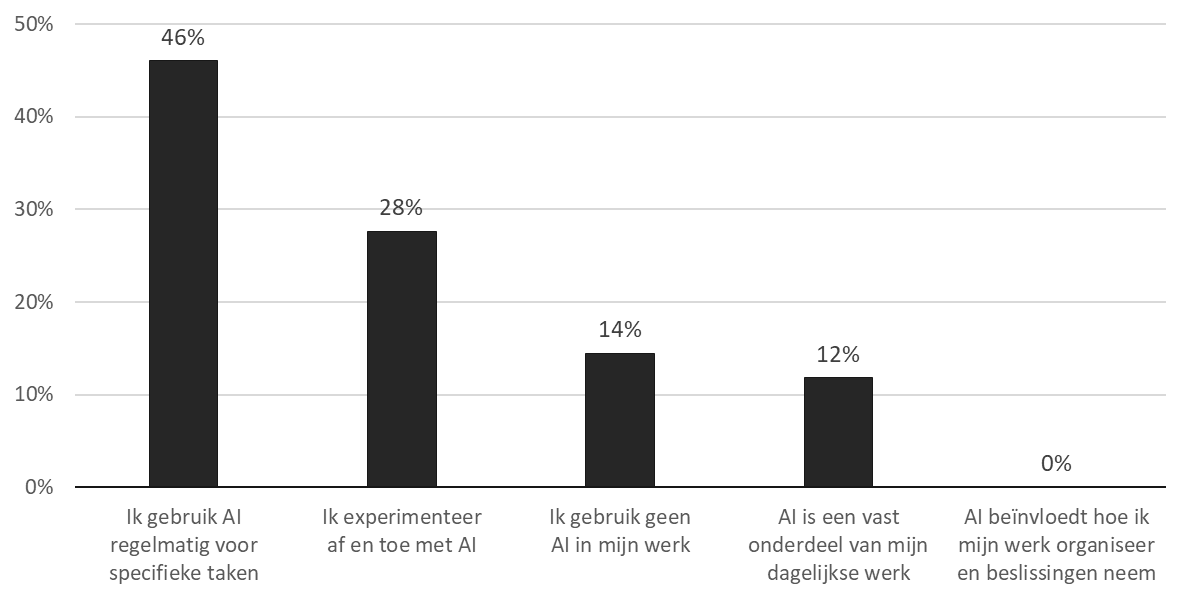 50%
46%
40%
30%
28%
20%
14%
12%
10%
0%
0%
Ik gebruik AI
regelmatig voor
specifieke taken
Ik experimenteer
af en toe met AI
Ik gebruik geen
AI in mijn werk
AI is een vast
onderdeel van mijn
dagelijkse werk
AI beïnvloedt hoe ik
mijn werk organiseer
en beslissingen neem